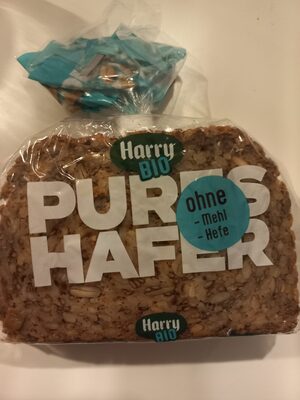 Harry
BIO
PURES
ohne
- Mehl
- Hefe
HAFER
Harry
BIO